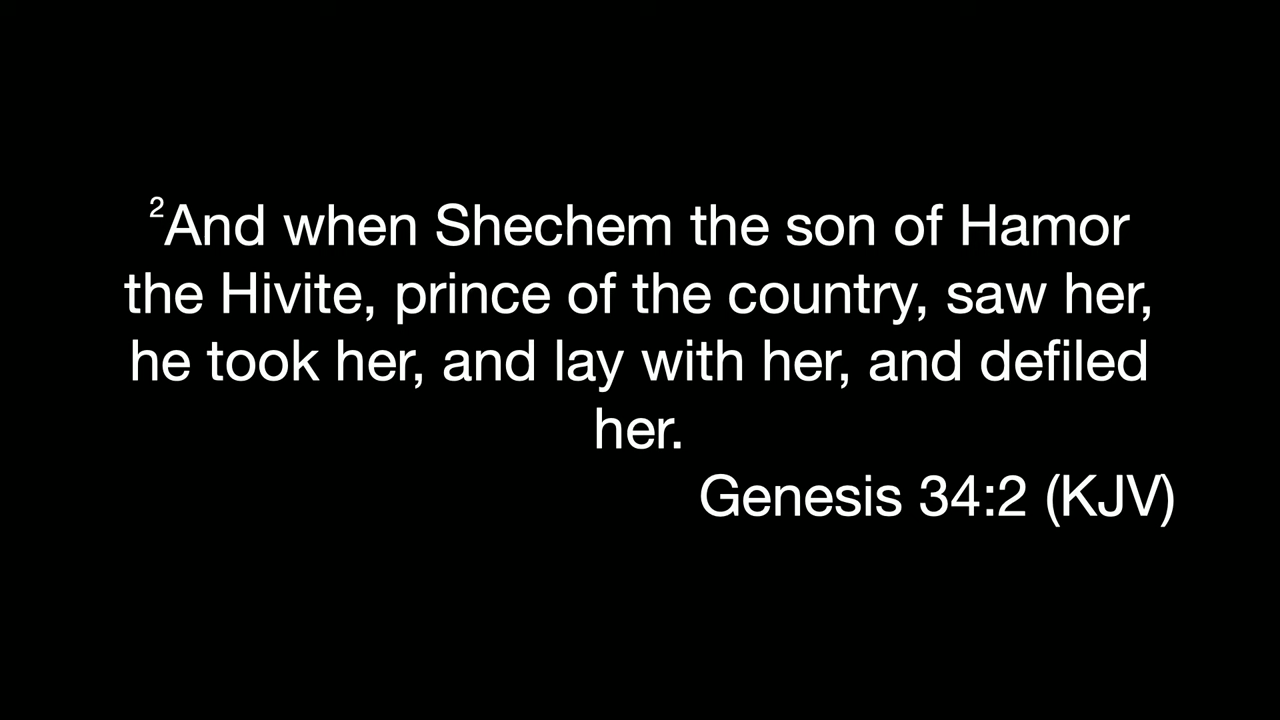 ²And when Shechem the son of Hamor
the Hivite, prince of the country, saw her,
he took her, and lay with her, and defiled
her.
Genesis 34:2 (KJV)